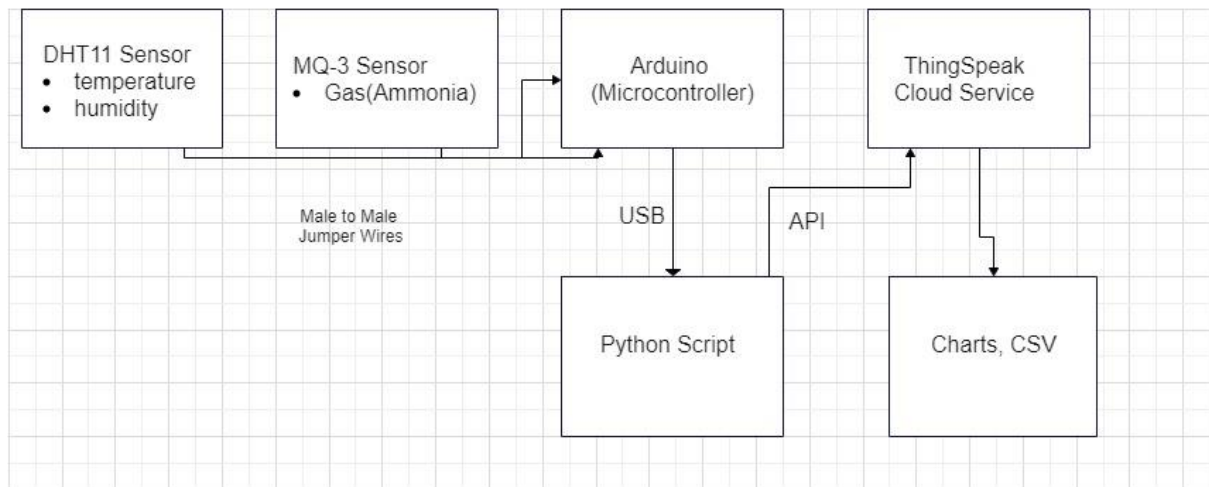 DHT11 Sensor
• temperature
• humidity
MQ-3 Sensor
• Gas(Ammonia)
Arduino
(Microcontroller)
ThingSpeak
Cloud Service
Male to Male
Jumper Wires
USB
API
Python Script
Charts, CSV